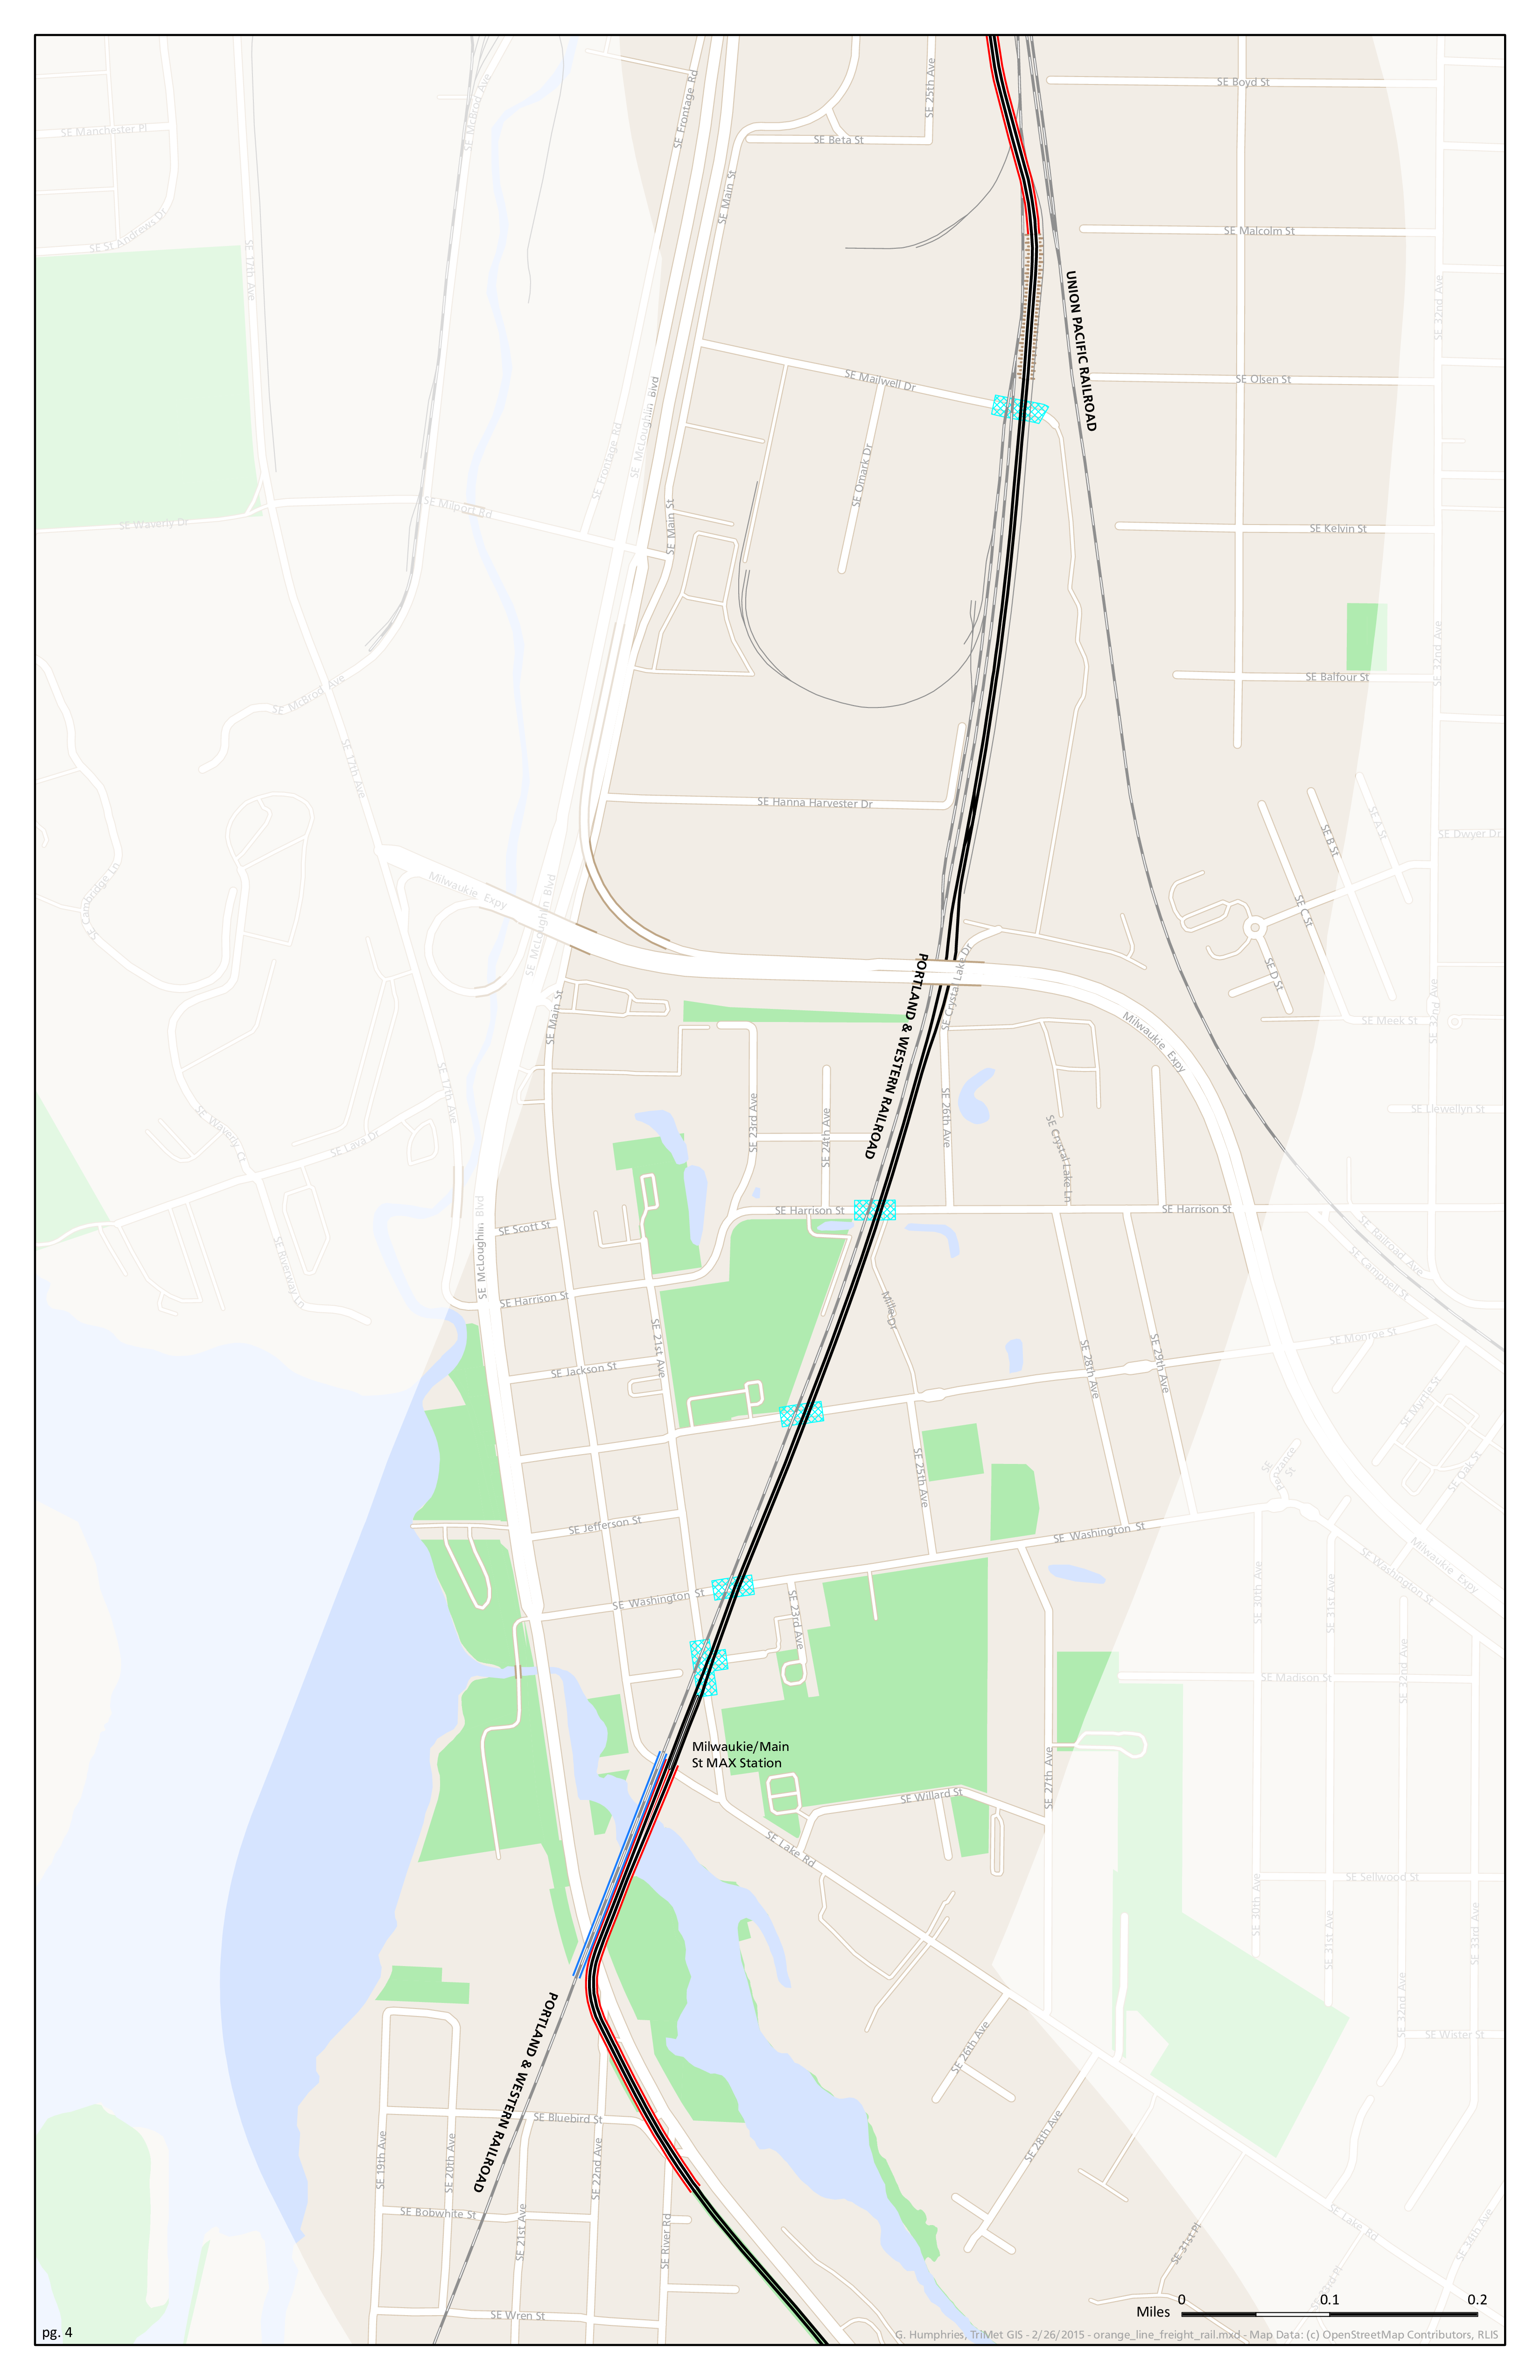 SE Boyd St
SE Frontage Rd
SE 25th Ave
SE McBrod Ave
SE Manchester Pl
SE Beta St
SE Main St
SE St Andrews Dr
SE Malcolm St
SE 17th Ave
UNION PACIFIC RAILROAD
SE 32nd Ave
SE Mailwell Dr
SE Olsen St
SE McLoughlin Blvd
SE Frontage Rd
SE Omark Dr
SE Milport Rd
SE Waverly Dr
SE Main St
SE Kelvin St
SE 32nd Ave
SE Balfour St
SE McBrod Ave
SE 17th Ave
SE Hanna Harvester Dr
SE A St
SE B St
SE Dwyer Dr
SE Cambridge Ln
Milwaukie Expy
SE McLoughlin Blvd
SE C St
SE D St
PORTLAND & WESTERN RAILROAD
SE Crystal Lake Dr
SE Main St
Milwaukie Expy
SE Meek St
SE 32nd Ave
SE 17th Ave
SE Waverly Ct
SE Lava Dr
SE 23rd Ave
SE 24th Ave
SE 26th Ave
SE Crystal Lake Ln
SE Llewellyn St
SE McLoughlin Blvd
SE Scott St
SE Harrison St
SE Harrison St
SE Riverway Ln
SE Railroad Ave
SE Campbell St
SE Harrison St
SE 21st Ave
SE Jackson St
SE 28th Ave
SE 29th Ave
SE Monroe St
SE Myrtle St
SE Penzance St
SE Oak St
SE 25th Ave
SE Jefferson St
SE Washington St
SE Washington St
Milwaukie Expy
SE Washington St
SE 23rd Ave
SE 30th Ave
SE 31st Ave
SE 32nd Ave
SE Madison St
Milwaukie/Main
St MAX Station
SE 27th Ave
SE Willard St
SE Lake Rd
SE Sellwood St
SE 30th Ave
SE 31st Ave
SE 33rd Ave
SE 32nd Ave
SE Wister St
SE 26th Ave
PORTLAND & WESTERN RAILROAD
SE Bluebird St
SE 19th Ave
SE 20th Ave
SE 22nd Ave
SE 28th Ave
SE Bobwhite St
SE 21st Ave
SE River Rd
SE 31st Pl
SE Lake Rd
SE 33rd Pl
SE 34th Ave
SE Wren St
0 0.1 0.2
Miles
pg. 4
G. Humphries, TriMet GIS - 2/26/2015 - orange_line_freight_rail.mxd - Map Data: (c) OpenStreetMap Contributors, RLIS